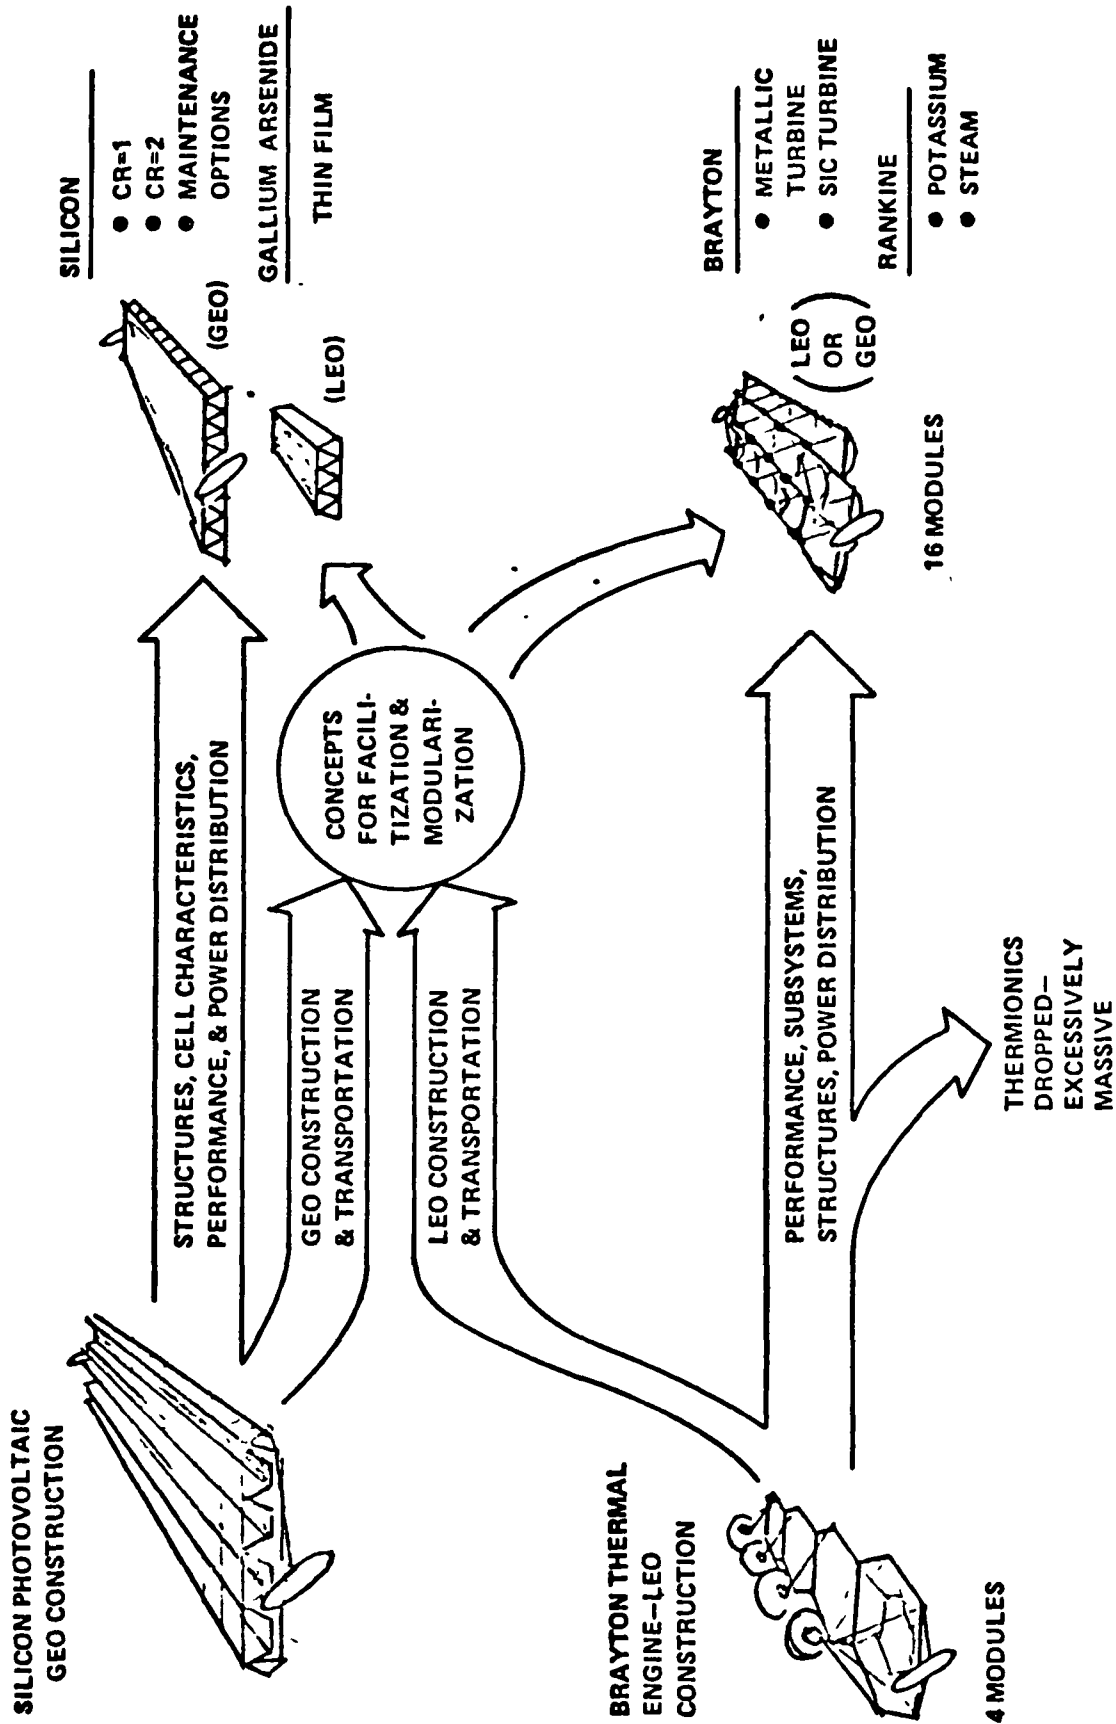 SILICON PHOTOVOLTAIC
GEO CONSTRUCTION
STRUCTURES, CELL CHARACTERISTICS,
PERFORMANCE, & POWER DISTRIBUTION
GEO CONSTRUCTION
& TRANSPORTATION
LEO CONSTRUCTION
& TRANSPORTATION
CONCEPTS
FOR FACILI-
TIZATION &
MODULARI-
ZATION
(GEO)
(LEO)
SILICON
● CR=1
● CR=2
● MAINTENANCE
OPTIONS
GALLIUM ARSENIDE
THIN FILM
BRAYTON THERMAL
ENGINE–LEO
CONSTRUCTION
4 MODULES
PERFORMANCE, SUBSYSTEMS,
STRUCTURES, POWER DISTRIBUTION
THERMIONICS
DROPPED–
EXCESSIVELY
MASSIVE
(LEO
OR
GEO)
16 MODULES
BRAYTON
● METALLIC
TURBINE
● SIC TURBINE
RANKINE
● POTASSIUM
● STEAM